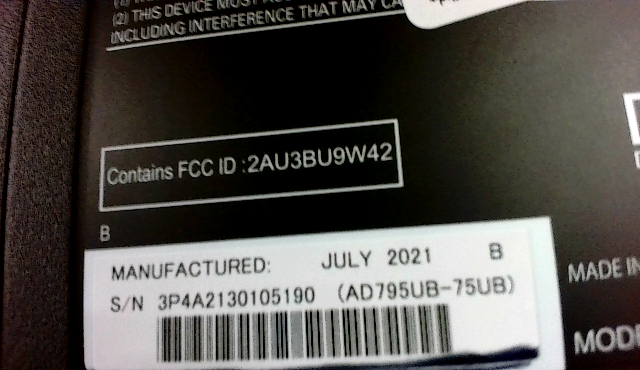 (2) THIS DEVICE MUST
INCLUDING INTERFERENCE THAT MAY CA
Contains FCC ID :2AU3BU9W42
B
MANUFACTURED: JULY 2021 B
S/N 3P4A2130105190 (AD795UB-75UB)
MADE IN
MODE